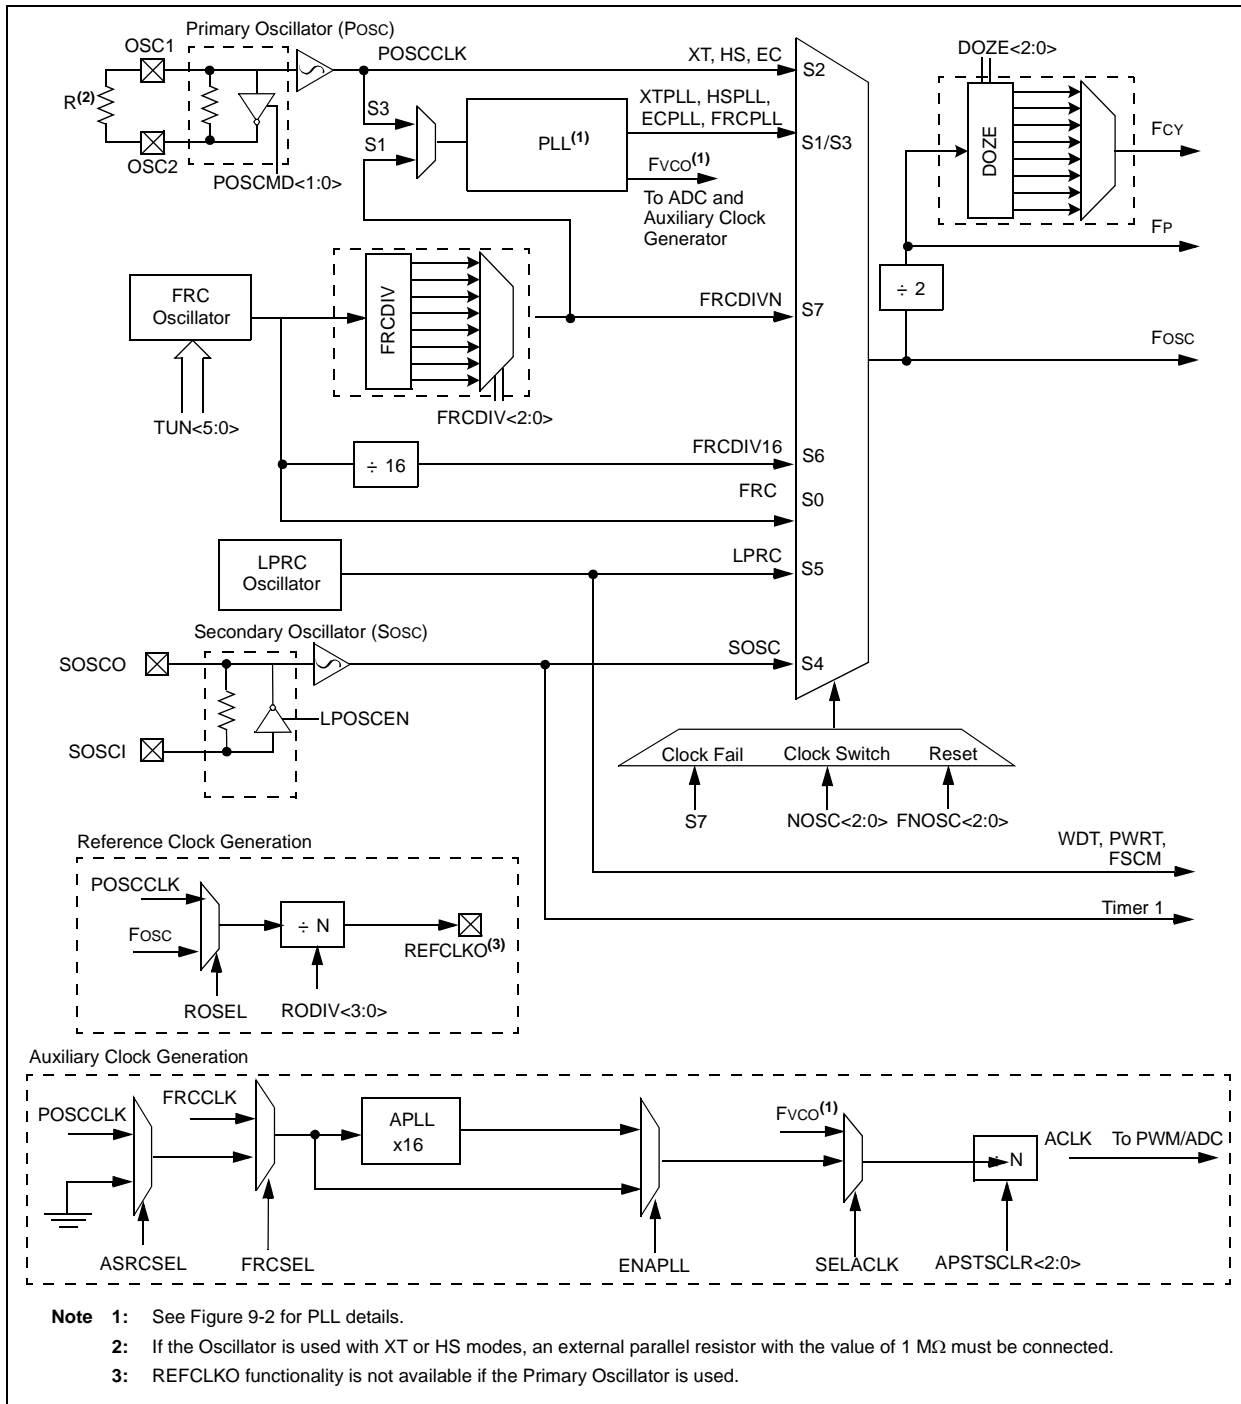 Primary Oscillator (POSC)
OSC1
POSCCLK
XT, HS, EC
S2
DOZE<2:0>
R(2)
S3
XTPLL, HSPLL,
ECPLL, FRCPLL
PLL(1)
S1/S3
DOZE
FCY
S1
OSC2
POSCMD<1:0>
FVCO(1)
To ADC and
Auxiliary Clock
Generator
FP
÷ 2
FRC
Oscillator
FRCDIV
FRCDIVN
S7
FOSC
TUN<5:0>
FRCDIV<2:0>
÷ 16
FRCDIV16
S6
FRC
S0
LPRC
Oscillator
LPRC
S5
Secondary Oscillator (SOSC)
SOSCO
SOSC
S4
LPOSCEN
SOSCI
Clock Fail
Clock Switch
Reset
S7
NOSC<2:0>
FNOSC<2:0>
WDT, PWRT,
FSCM
Timer 1
Reference Clock Generation
POSCCLK
÷ N
FOSC
REFCLKO(3)
ROSEL
RODIV<3:0>
Auxiliary Clock Generation
POSCCLK
FRCCLK
APLL
x16
FVCO(1)
÷ N
ACLK
To PWM/ADC
ASRCSEL
FRCSEL
ENAPLL
SELACLK
APSTSCLR<2:0>
Note 1: See Figure 9-2 for PLL details.
2: If the Oscillator is used with XT or HS modes, an external parallel resistor with the value of 1 MΩ must be connected.
3: REFCLKO functionality is not available if the Primary Oscillator is used.